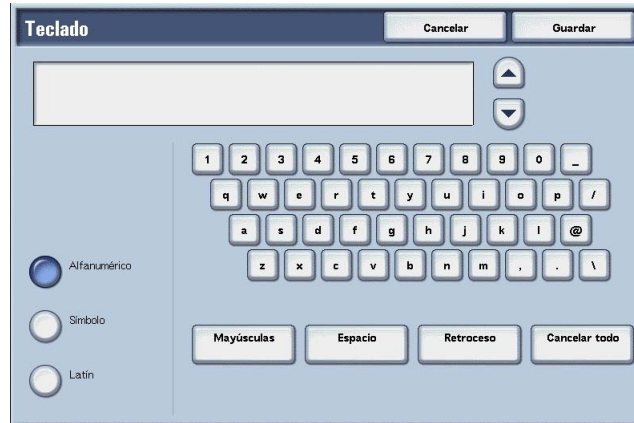 Teclado Cancelar Guardar
1 2 3 4 5 6 7 8 9 0 _
q w e r t y u i o p /
a s d f g h j k l @
z x c v b n m , . \
Alfanumérico
Símbolo
Latín
Mayúsculas Espacio Retroceso Cancelar todo